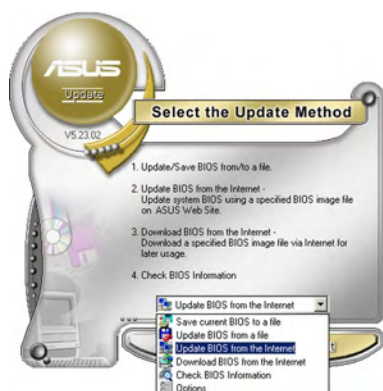 ASUS
Update
V5.23.02
Select the Update Method
1. Update/Save BIOS from/to a file.
2. Update BIOS from the Internet -
Update system BIOS using a specified BIOS image file
on ASUS Web Site.
3. Download BIOS from the Internet -
Download a specified BIOS image file via Internet for
later usage.
4. Check BIOS Information
Update BIOS from the Internet
Save current BIOS to a file
Update BIOS from a file
Update BIOS from the Internet
Download BIOS from the Internet
Check BIOS Information
Options